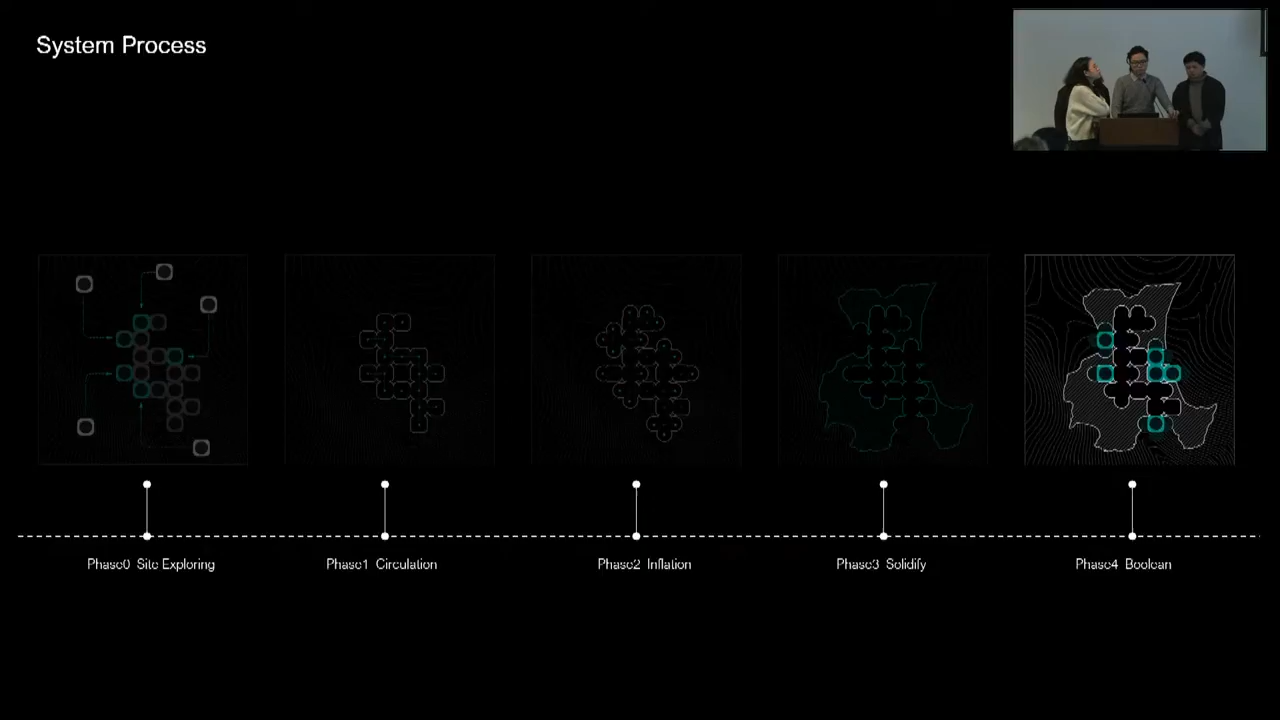 System Process
Phase0 Site Exploring
Phase1 Circulation
Phase2 Inflation
Phase3 Solidify
Phase4 Boolean